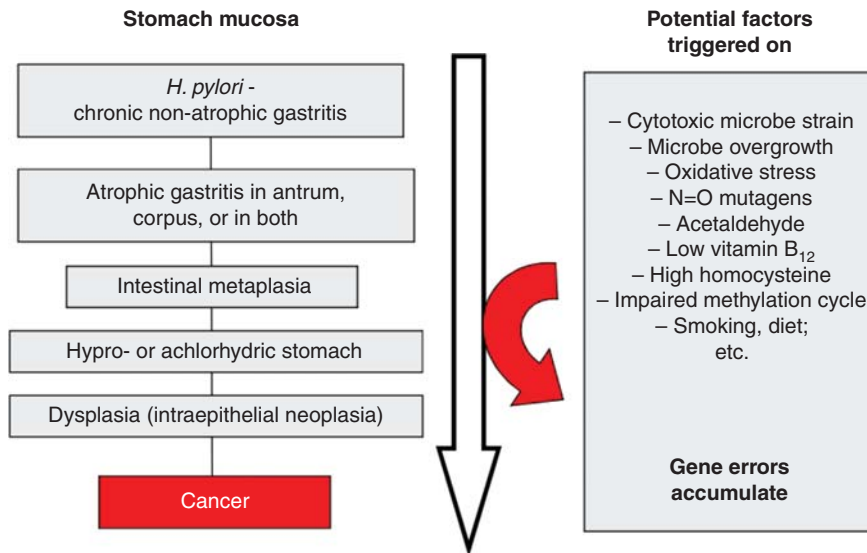 Stomach mucosa
H. pylori -
chronic non-atrophic gastritis
Atrophic gastritis in antrum,
corpus, or in both
Intestinal metaplasia
Hypro- or achlorhydric stomach
Dysplasia (intraepithelial neoplasia)
Cancer
Potential factors
triggered on
– Cytotoxic microbe strain
– Microbe overgrowth
– Oxidative stress
– N=O mutagens
– Acetaldehyde
– Low vitamin B₁₂
– High homocysteine
– Impaired methylation cycle
– Smoking, diet;
etc.
Gene errors
accumulate